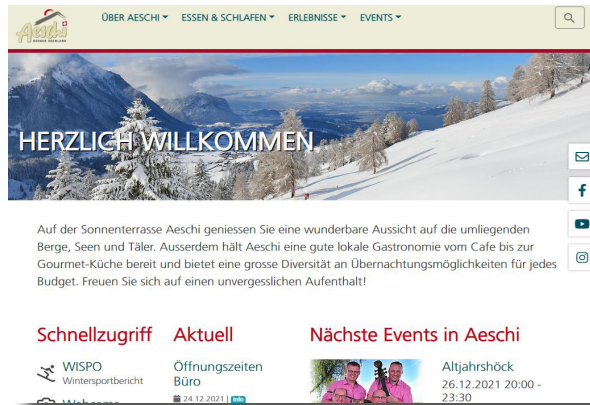 Aeschi
BERNER OBERLAND
ÜBER AESCHI ESSEN & SCHLAFEN ERLEBNISSE EVENTS
HERZLICH WILLKOMMEN
Auf der Sonnenterrasse Aeschi geniessen Sie eine wunderbare Aussicht auf die umliegenden
Berge, Seen und Täler. Ausserdem hält Aeschi eine gute lokale Gastronomie vom Cafe bis zur
Gourmet-Küche bereit und bietet eine grosse Diversität an Übernachtungsmöglichkeiten für jedes
Budget. Freuen Sie sich auf einen unvergesslichen Aufenthalt!
Schnellzugriff
WISPO
Wintersportbericht
Webcams
Aktuell
Öffnungszeiten
Büro
24.12.2021 | Info
Nächste Events in Aeschi
Altjahrshöck
26.12.2021 20:00 -
23:30